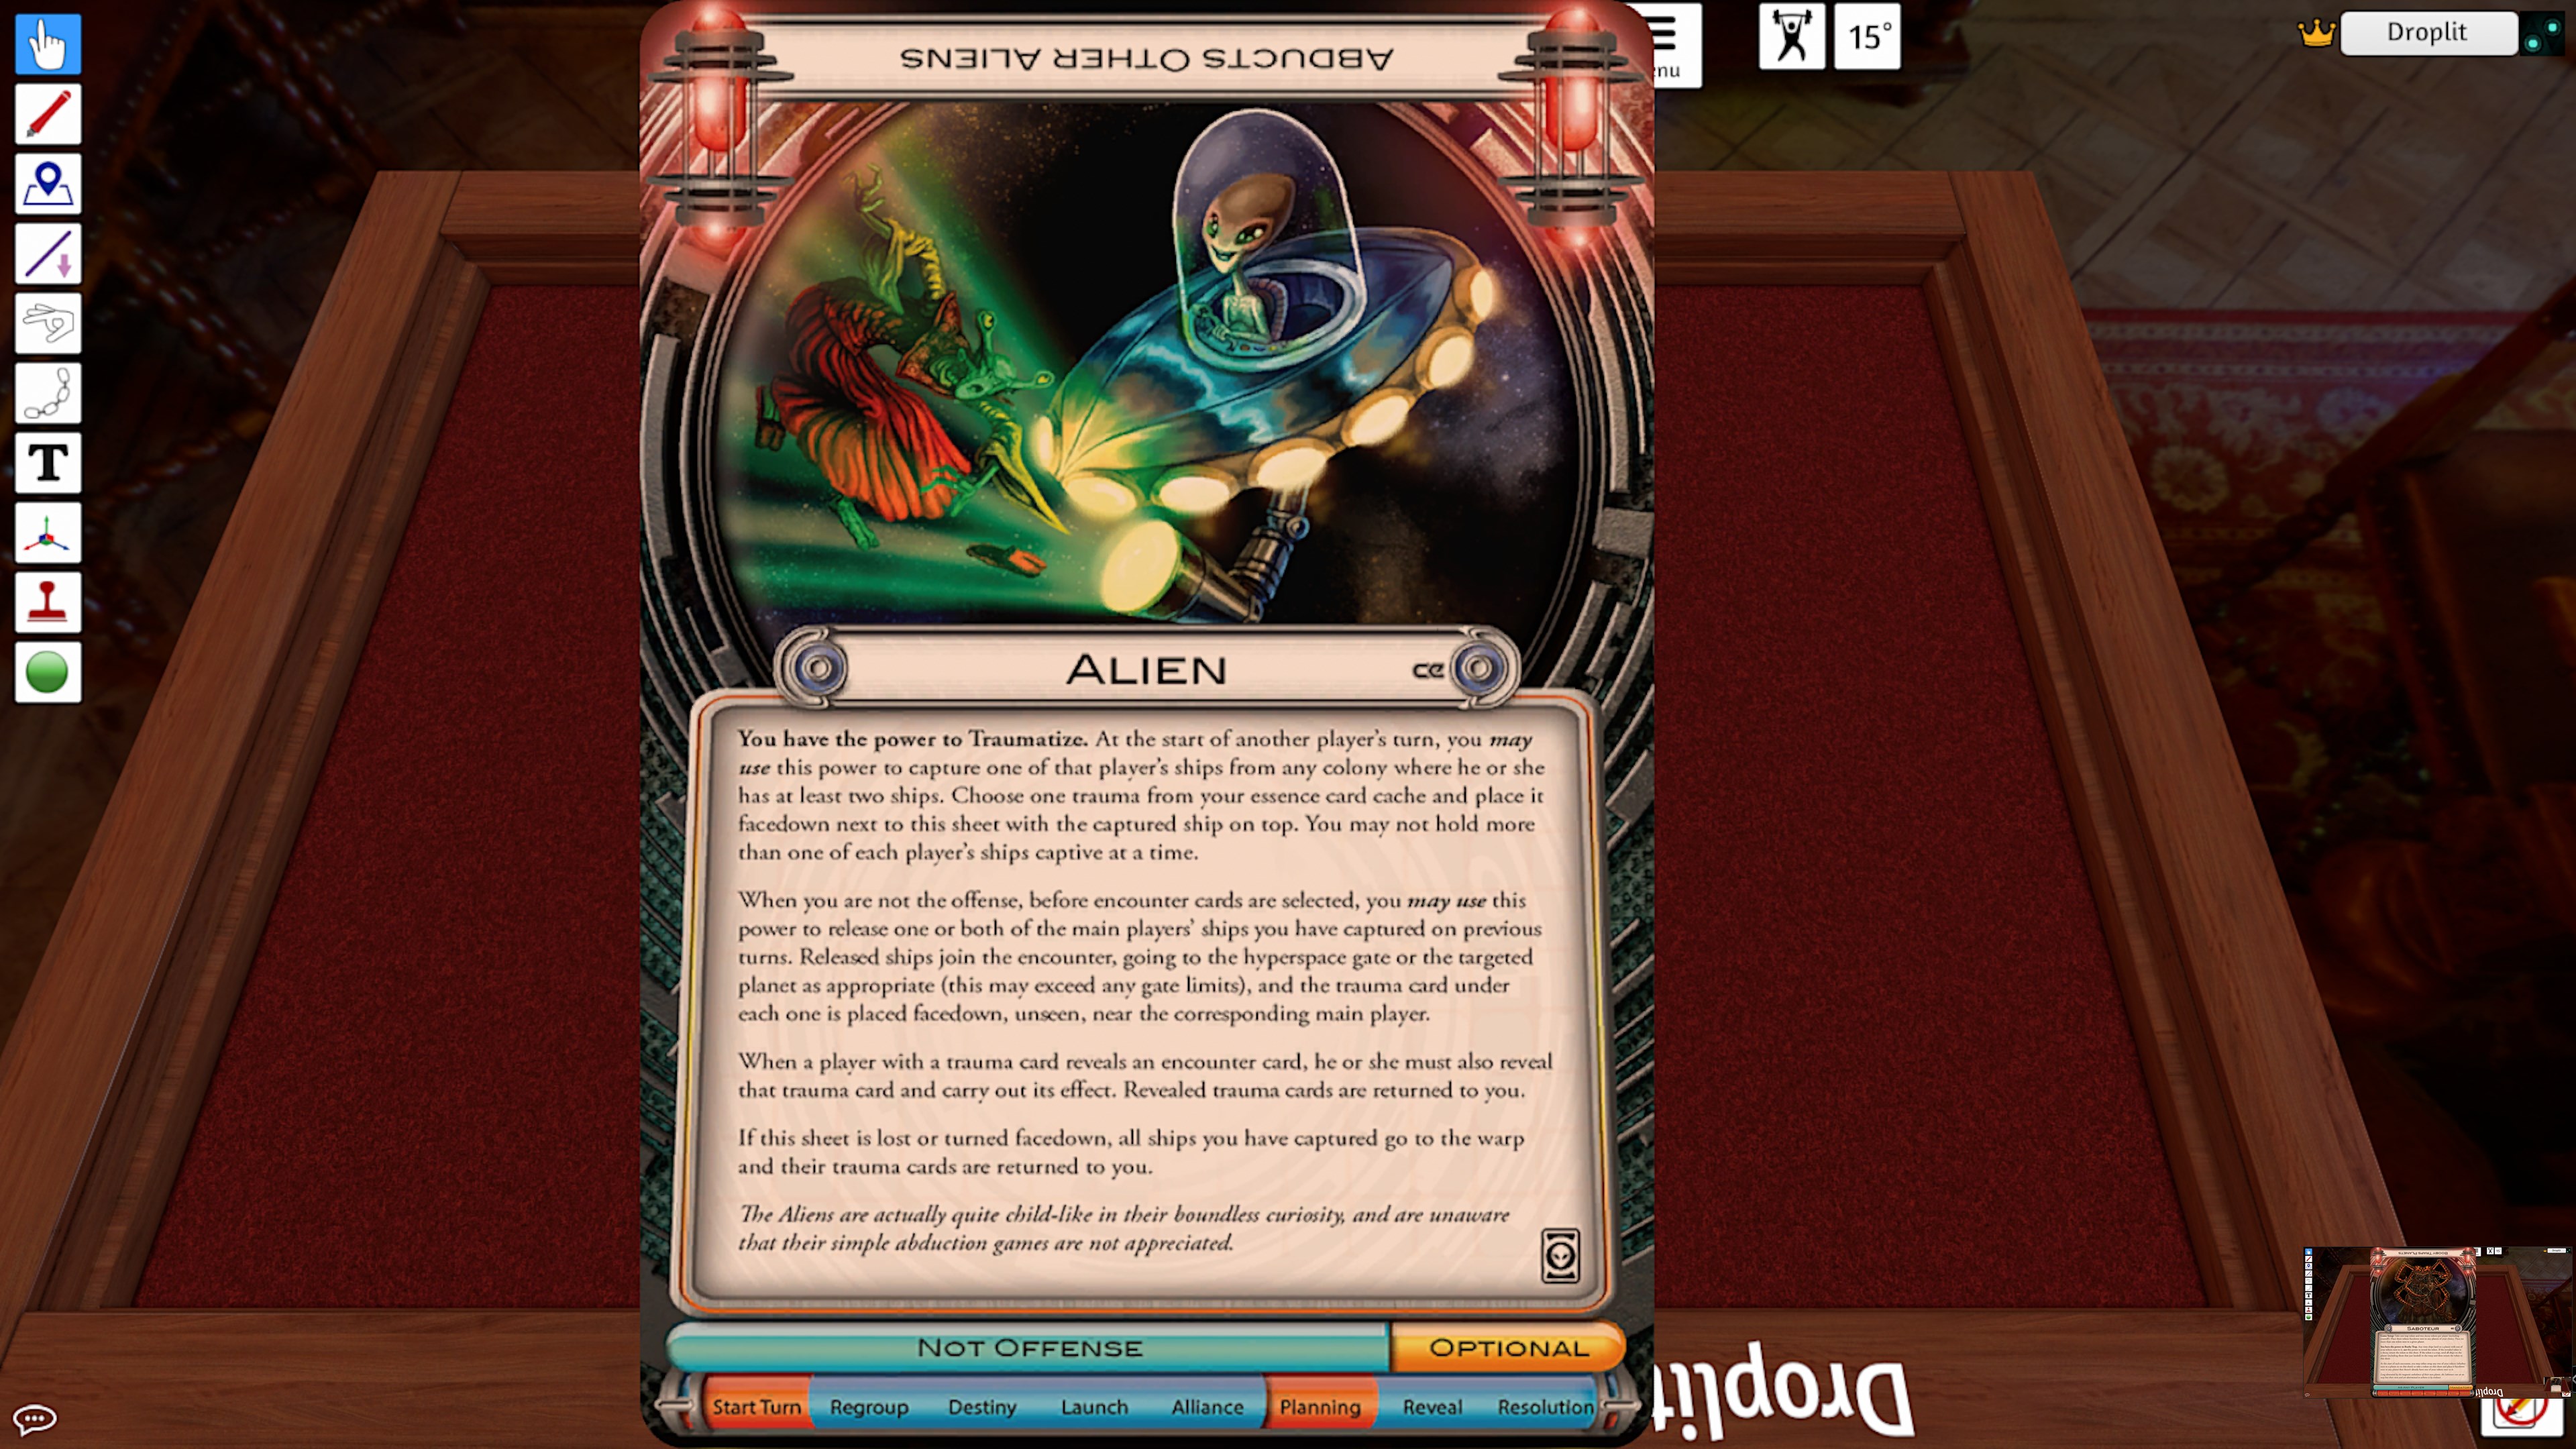 ABDUCTS OTHER ALIENS
enu
15°
Droplit
ALIEN
ce
You have the power to Traumatize. At the start of another player's turn, you may
use this power to capture one of that player's ships from any colony where he or she
has at least two ships. Choose one trauma from your essence card cache and place it
facedown next to this sheet with the captured ship on top. You may not hold more
than one of each player's ships captive at a time.
When you are not the offense, before encounter cards are selected, you may use this
power to release one or both of the main players' ships you have captured on previous
turns. Released ships join the encounter, going to the hyperspace gate or the targeted
planet as appropriate (this may exceed any gate limits), and the trauma card under
each one is placed facedown, unseen, near the corresponding main player.
When a player with a trauma card reveals an encounter card, he or she must also reveal
that trauma card and carry out its effect. Revealed trauma cards are returned to you.
If this sheet is lost or turned facedown, all ships you have captured go to the warp
and their trauma cards are returned to you.
The Aliens are actually quite child-like in their boundless curiosity, and are unaware
that their simple abduction games are not appreciated.
NOT OFFENSE
OPTIONAL
Start Turn
Regroup
Destiny
Launch
Alliance
Planning
Reveal
Resolution
Droplit
T
SABOTEUR